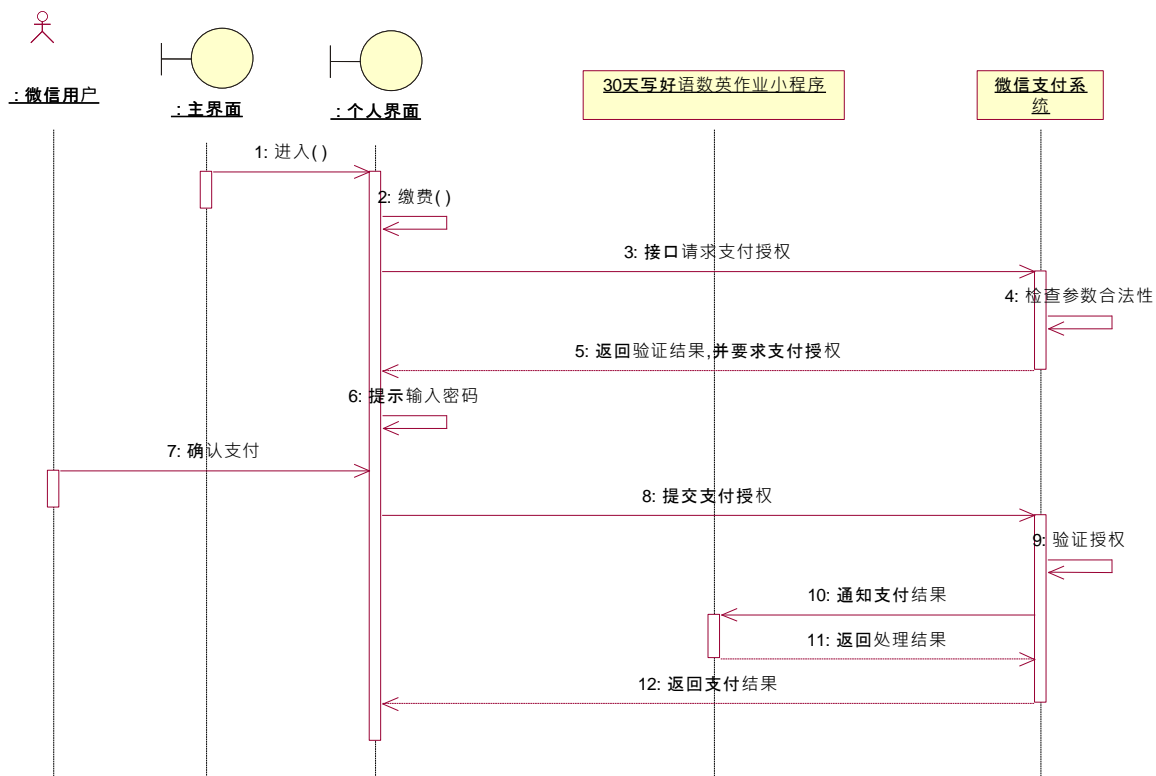 : 微信用户
: 主界面
: 个人界面
30天写好语数英作业小程序
微信支付系
统
1: 进入( )
2: 缴费( )
3: 接口请求支付授权
4: 检查参数合法性
5: 返回验证结果,并要求支付授权
6: 提示输入密码
7: 确认支付
8: 提交支付授权
9: 验证授权
10: 通知支付结果
11: 返回处理结果
12: 返回支付结果